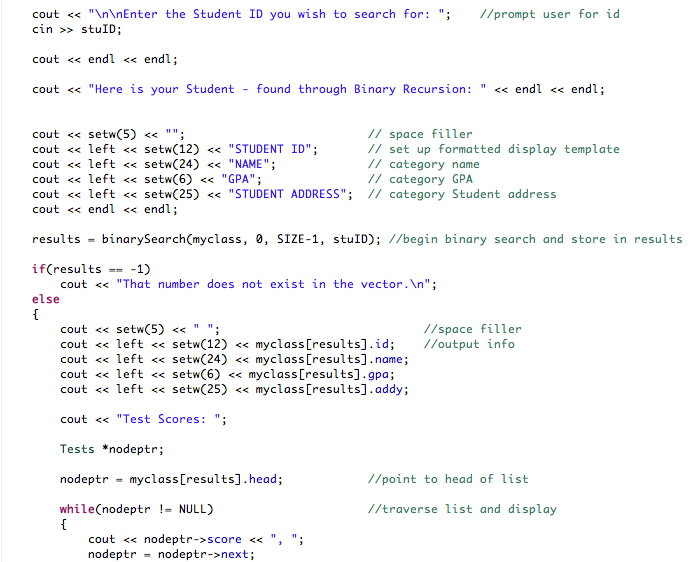 cout << "\n\nEnter the Student ID you wish to search for: ";    //prompt user for id
cin >> stuID;
cout << endl << endl;
cout << "Here is your Student - found through Binary Recursion: " << endl << endl;
cout << setw(5) << "";                          // space filler
cout << left << setw(12) << "STUDENT ID";       // set up formatted display template
cout << left << setw(24) << "NAME";             // category name
cout << left << setw(6) << "GPA";               // category GPA
cout << left << setw(25) << "STUDENT ADDRESS";  // category Student address
cout << endl << endl;
results = binarySearch(myclass, 0, SIZE-1, stuID); //begin binary search and store in results
if(results == -1)
    cout << "That number does not exist in the vector.\n";
else
{
    cout << setw(5) << " ";                             //space filler
    cout << left << setw(12) << myclass[results].id;    //output info
    cout << left << setw(24) << myclass[results].name;
    cout << left << setw(6) << myclass[results].gpa;
    cout << left << setw(25) << myclass[results].addy;
    cout << "Test Scores: ";
    Tests *nodeptr;
    nodeptr = myclass[results].head;            //point to head of list
    while(nodeptr != NULL)                      //traverse list and display
    {
        cout << nodeptr->score << ", ";
        nodeptr = nodeptr->next;